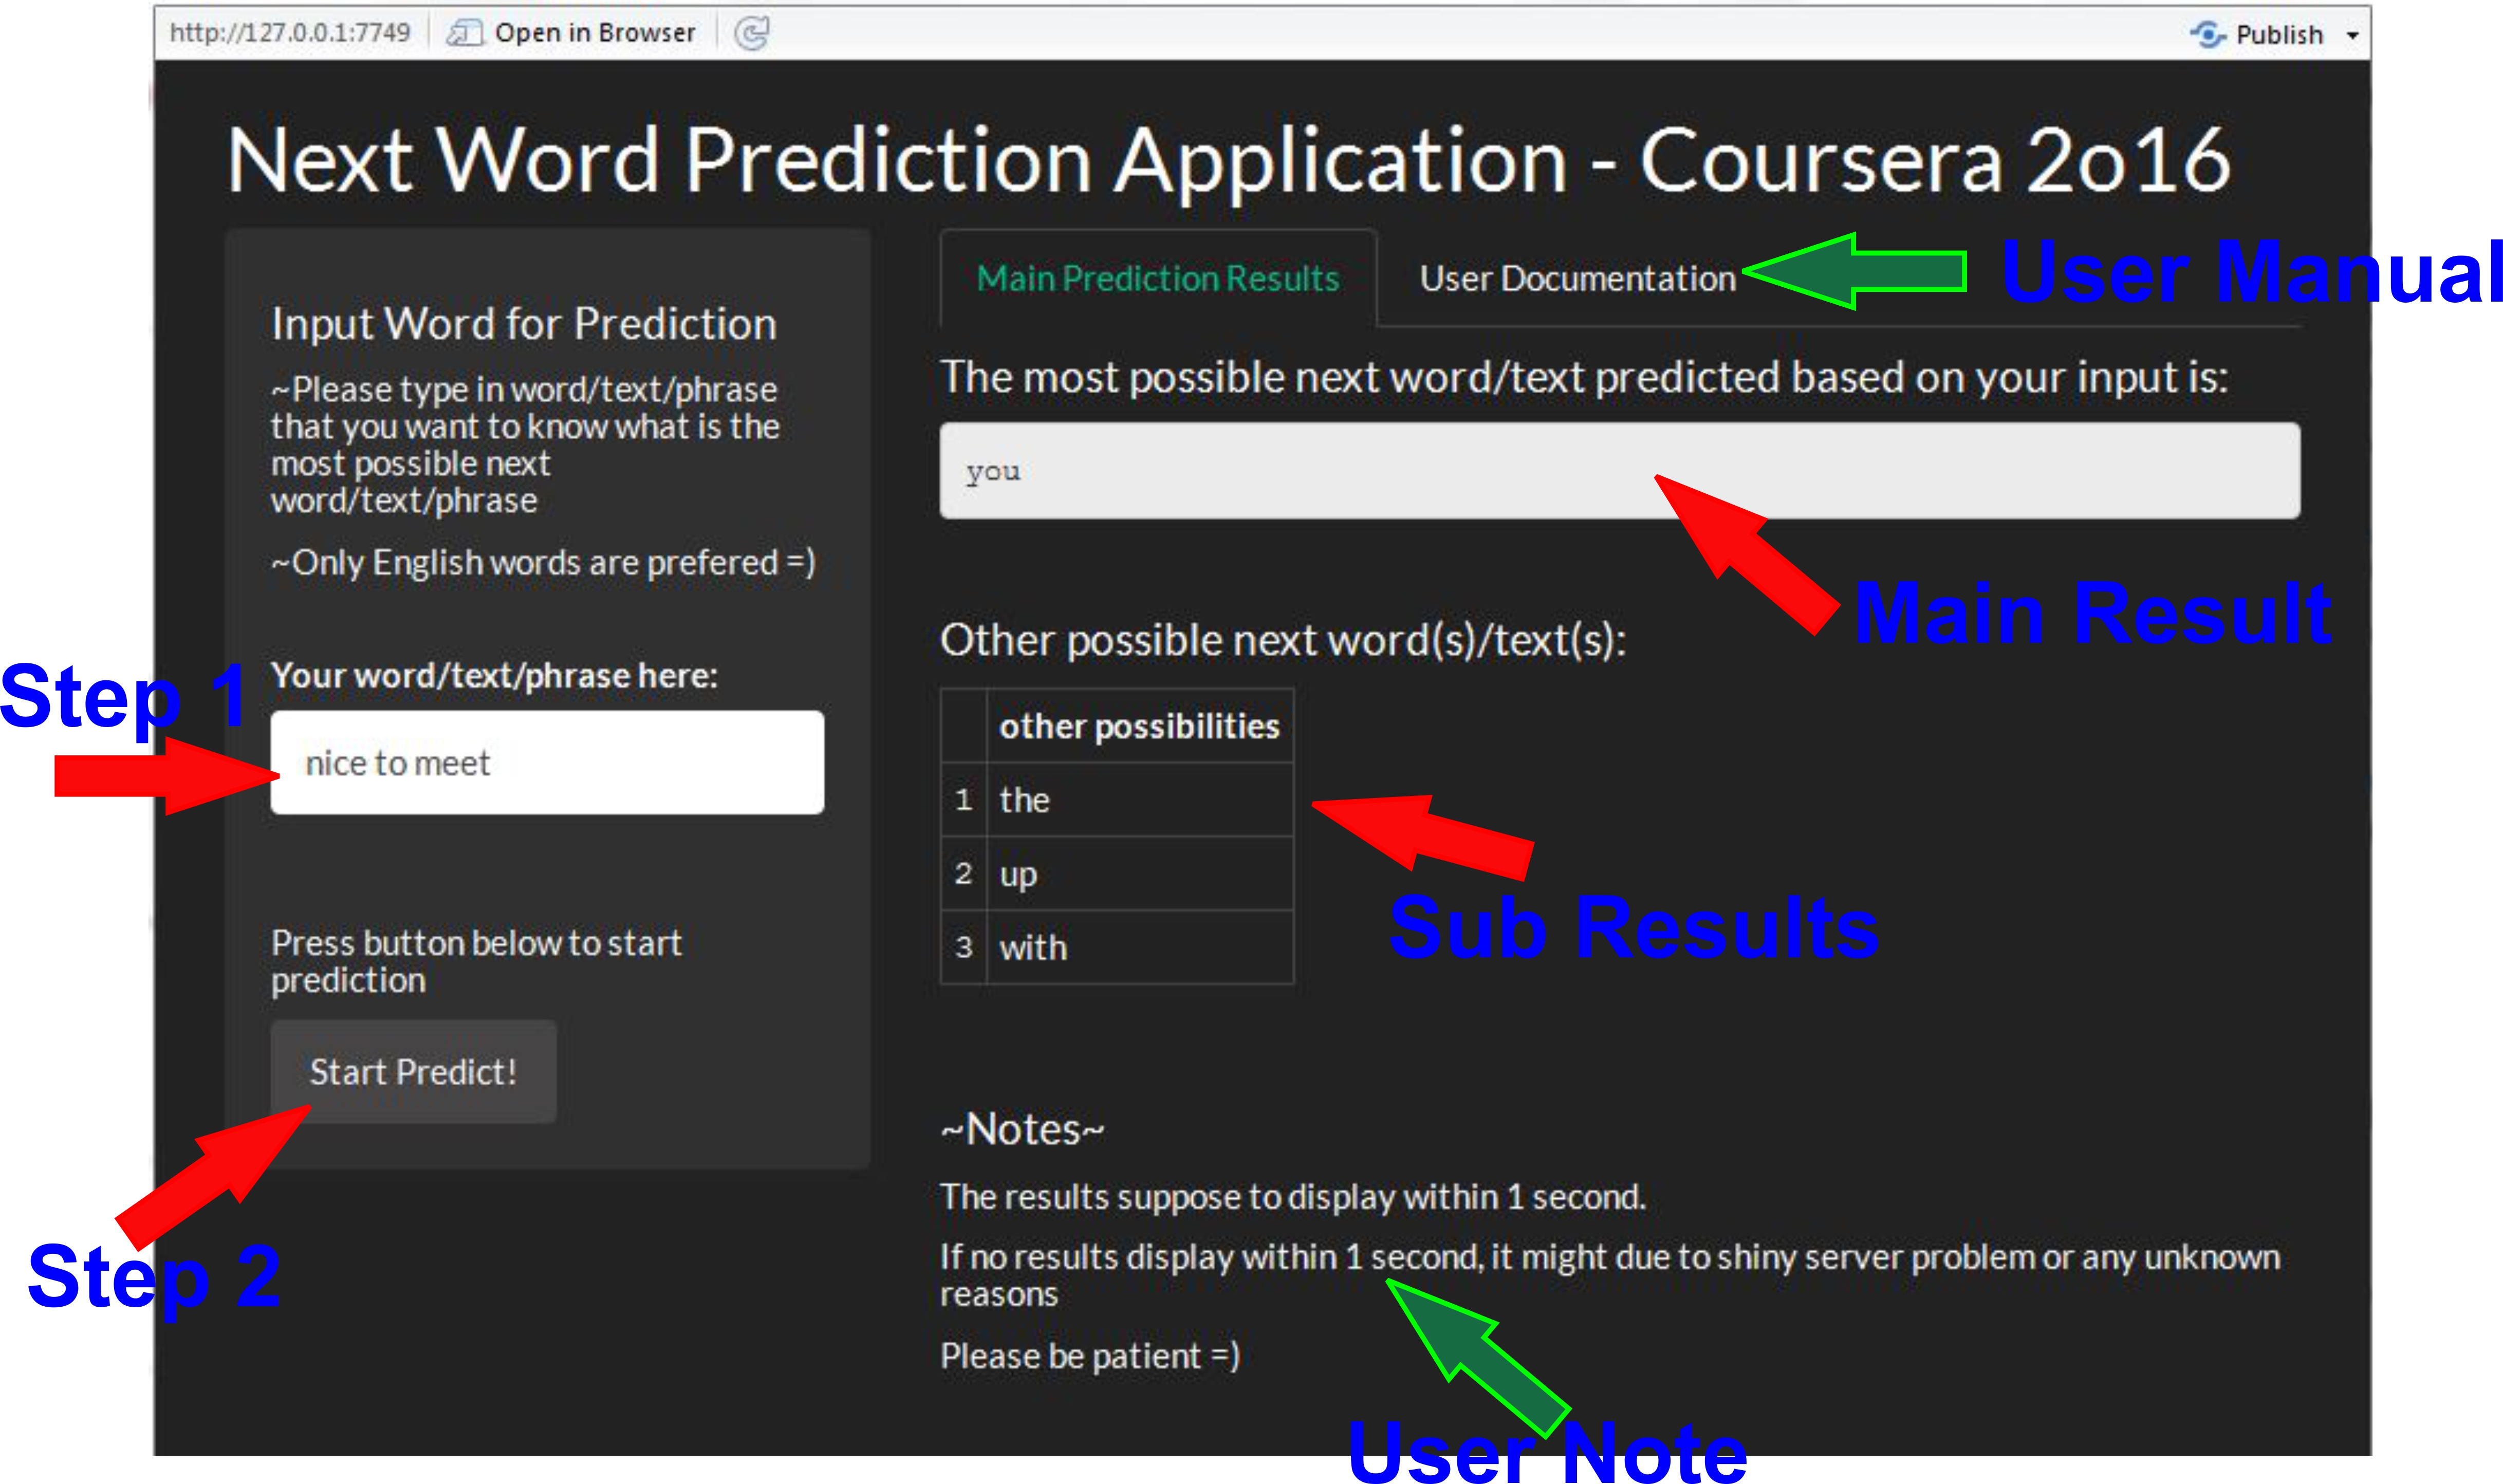 http://127.0.0.1:7749 Open in Browser Publish
Next Word Prediction Application - Coursera 2o16
Main Prediction Results User Documentation User Manual
Input Word for Prediction
~Please type in word/text/phrase
that you want to know what is the
most possible next
word/text/phrase
~Only English words are prefered =)
Step 1
Your word/text/phrase here:
nice to meet
Press button below to start
prediction
Start Predict!
Step 2
The most possible next word/text predicted based on your input is:
you
Main Result
Other possible next word(s)/text(s):
other possibilities
1 the
2 up
3 with
Sub Results
~Notes~
The results suppose to display within 1 second.
If no results display within 1 second, it might due to shiny server problem or any unknown
reasons
Please be patient =)
User Note